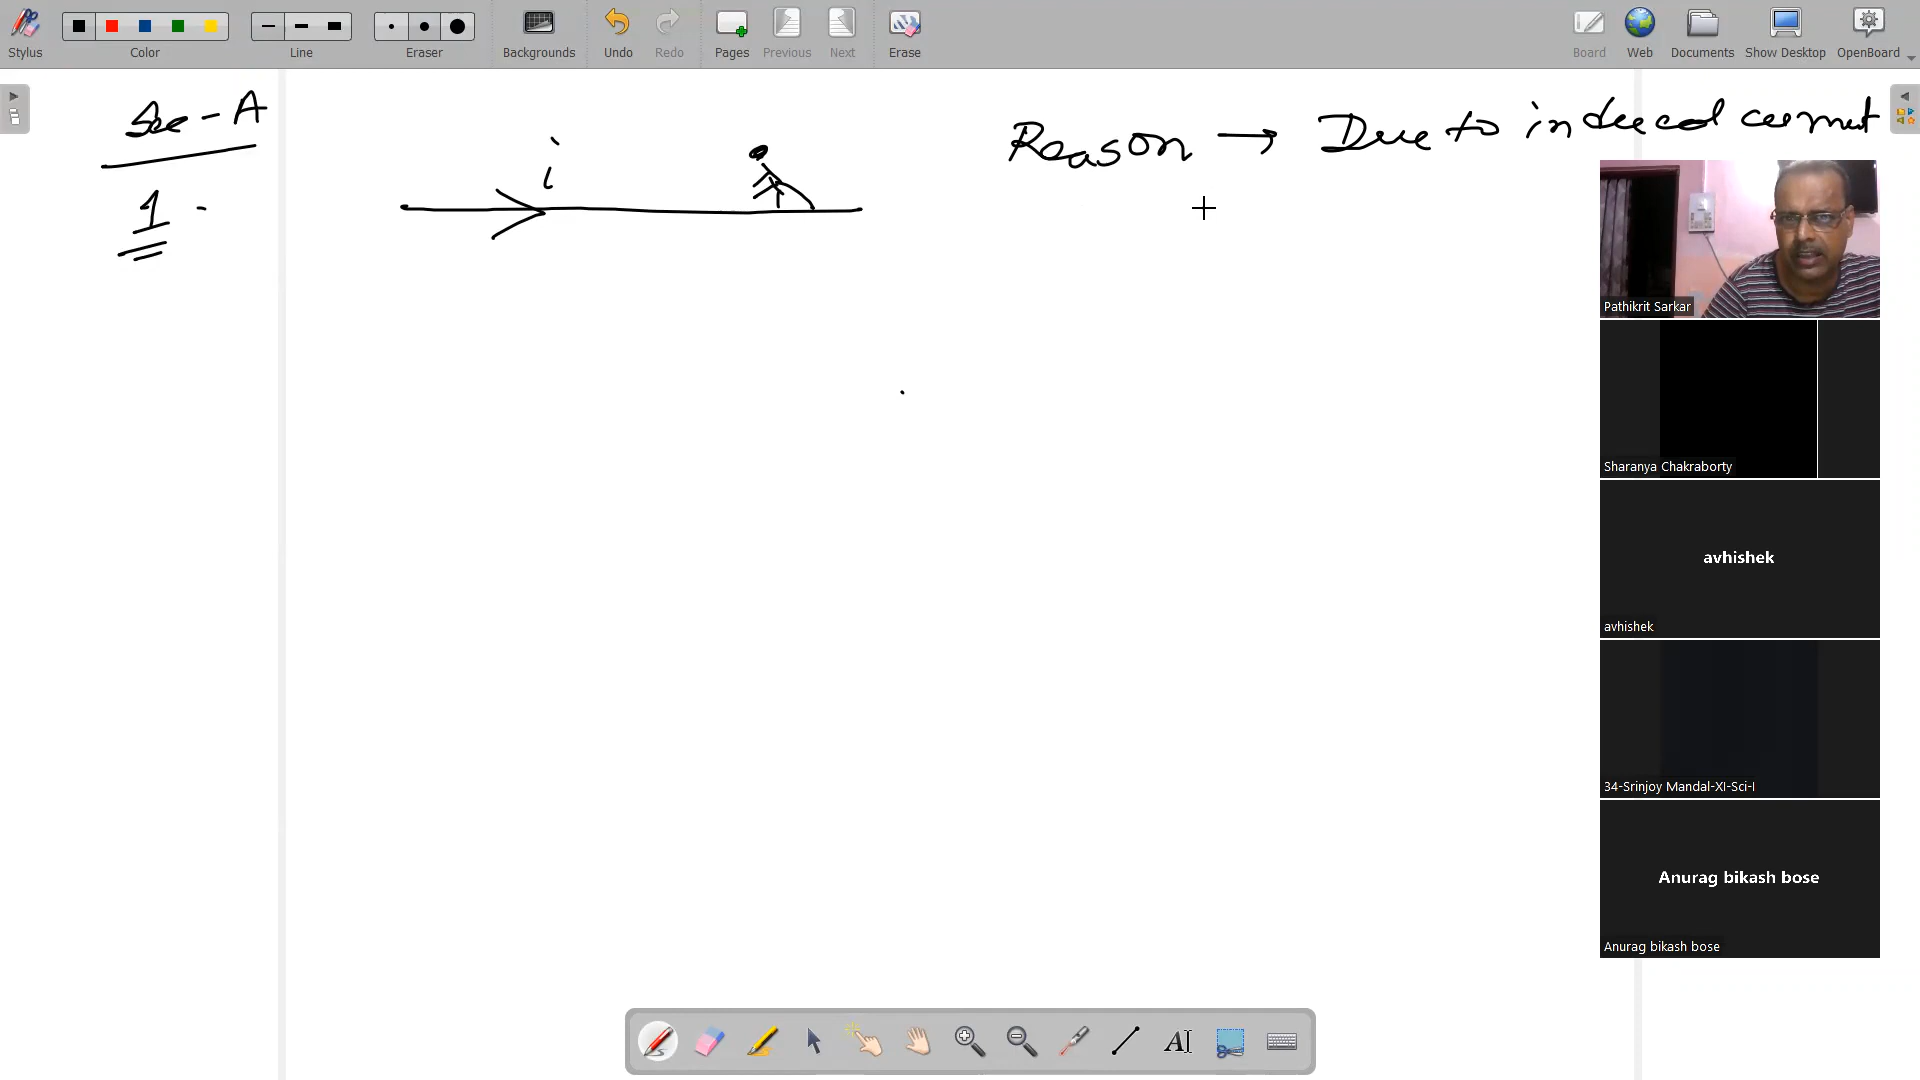 Stylus
Color
Line
Eraser
Backgrounds
Undo
Redo
Pages
Previous
Next
Erase
Board
Web
Documents
Show Desktop
OpenBoard
Sec - A
1.
i
Reason → Due to induced current
Pathikrit Sarkar
Sharanya Chakraborty
avhishek
avhishek
34-Srinjoy Mandal-XI-Sci-I
Anurag bikash bose
Anurag bikash bose